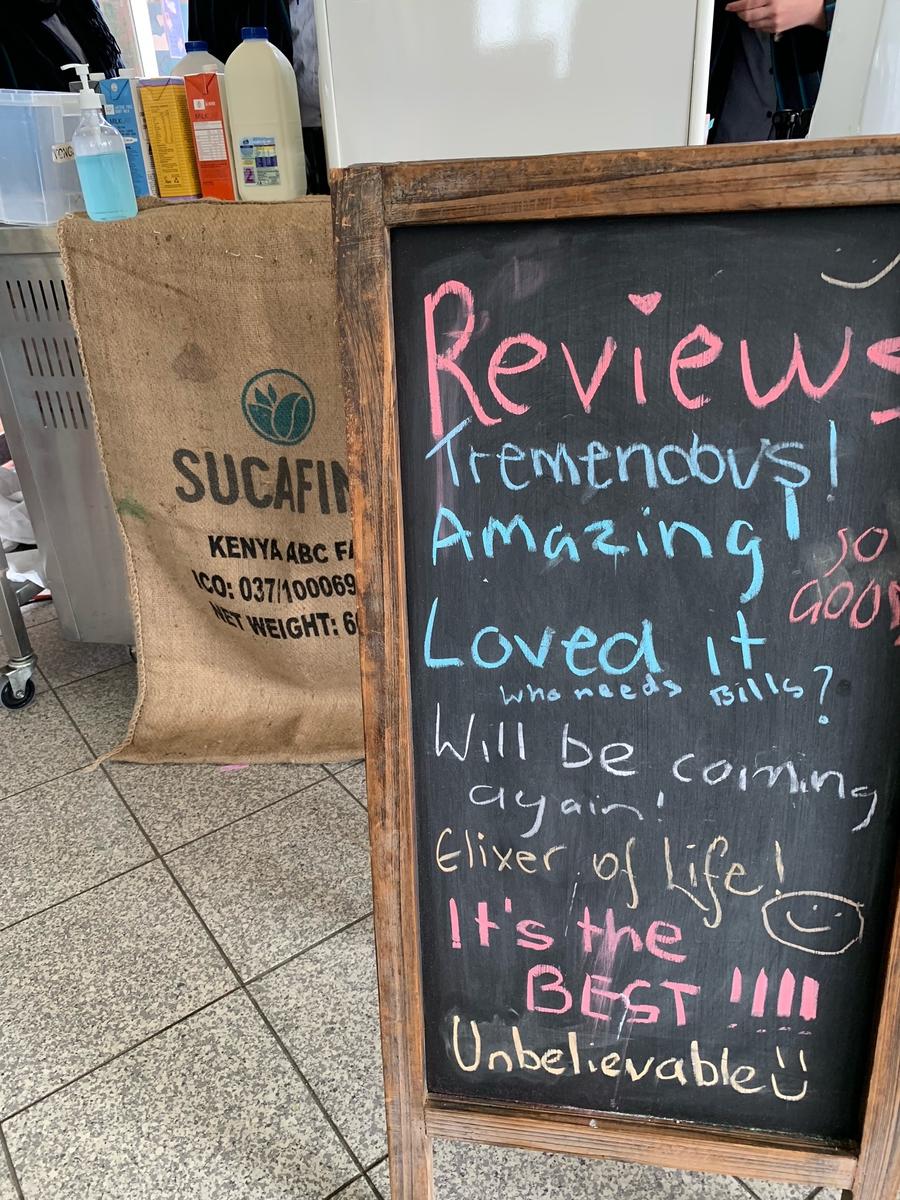 SUCAFIN
KENYA ABC FA
ICO: 037/100069
NET WEIGHT: 6
Reviews
Tremendous!
Amazing!
SO
GOOD
Loved it
who needs Bills?
Will be coming
again!
Elixer of Life!
It's the
BEST !!!!
Unbelievable